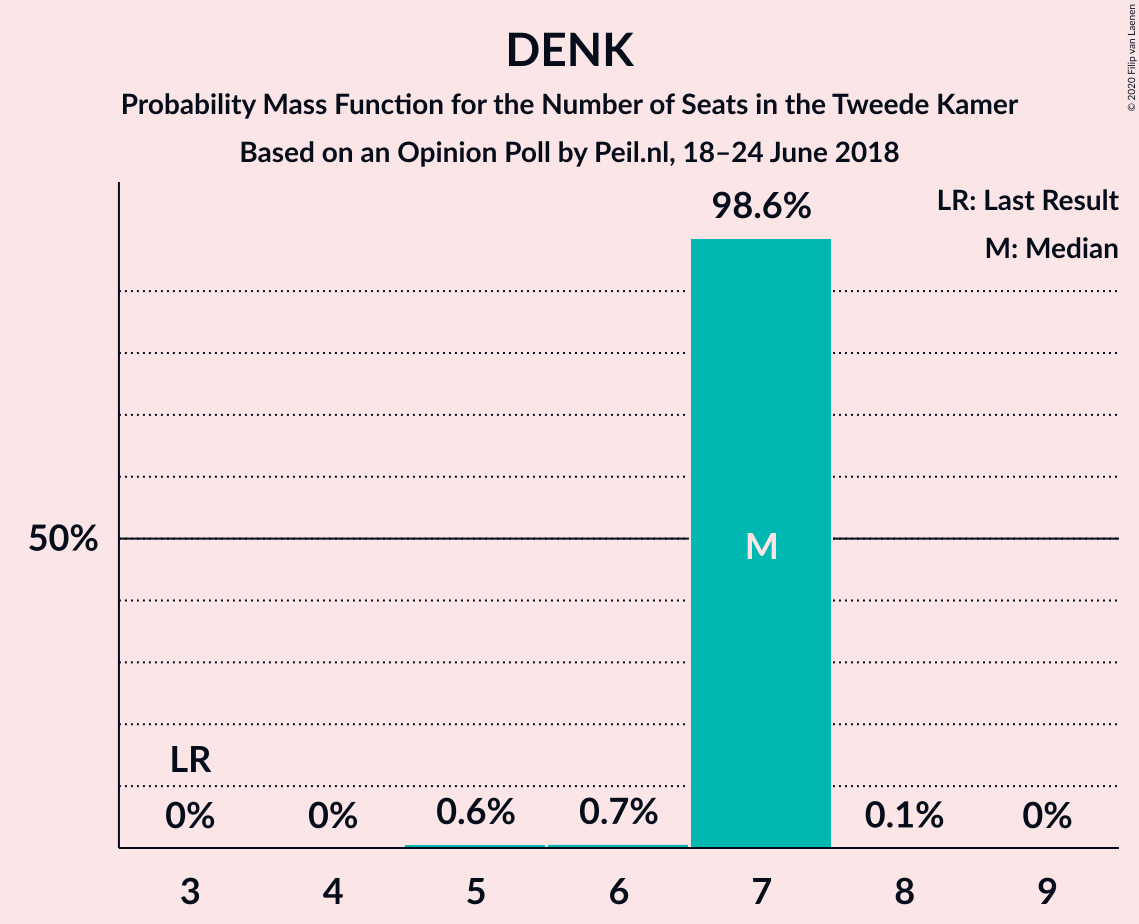 DENK
Probability Mass Function for the Number of Seats in the Tweede Kamer
Based on an Opinion Poll by Peil.nl, 18–24 June 2018
© 2020 Filip van Laenen
LR: Last Result
M: Median
98.6%
50%
M
LR
0%
0%
0.6%
0.7%
0.1%
0%
3
4
5
6
7
8
9